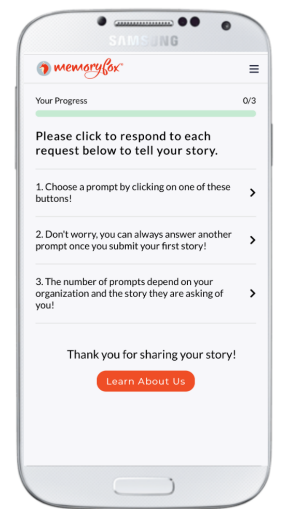 SAMSUNG
memoryfox
Your Progress 0/3
Please click to respond to each
request below to tell your story.
1. Choose a prompt by clicking on one of these
buttons!
2. Don't worry, you can always answer another
prompt once you submit your first story!
3. The number of prompts depend on your
organization and the story they are asking of
you!
Thank you for sharing your story!
Learn About Us